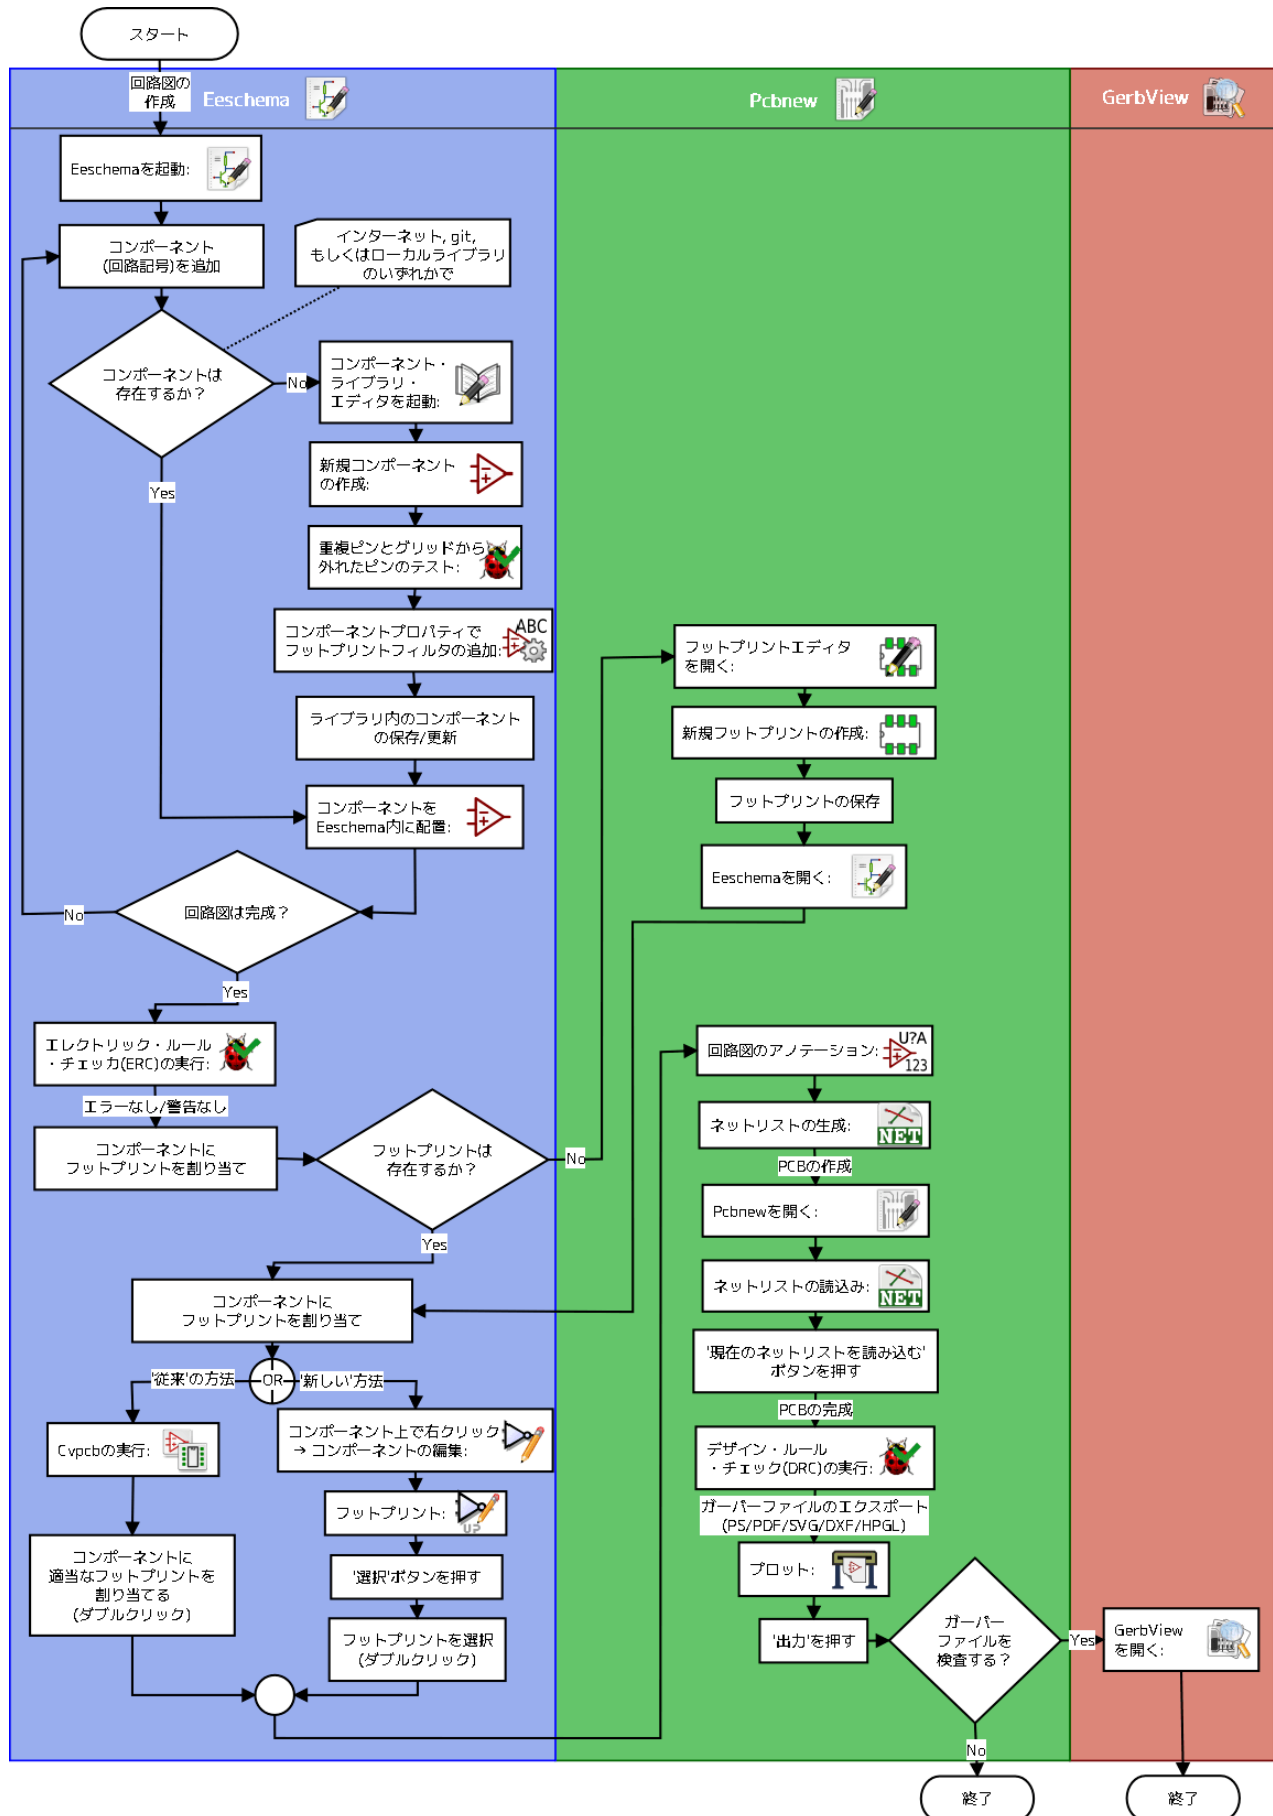 スタート
回路図の
作成
Eeschema
Pcbnew
GerbView
Eeschemaを起動:
コンポーネント
(回路記号)を追加
インターネット, git,
もしくはローカルライブラリ
のいずれかで
コンポーネントは
存在するか?
No
コンポーネント・
ライブラリ・
エディタを起動:
新規コンポーネント
の作成:
Yes
重複ピンとグリッドから
外れたピンのテスト:
コンポーネントプロパティで
フットプリントフィルタの追加:
ABC
ライブラリ内のコンポーネント
の保存/更新
コンポーネントを
Eeschema内に配置:
回路図は完成?
No
Yes
エレクトリック・ルール
・チェッカ(ERC)の実行:
エラーなし/警告なし
コンポーネントに
フットプリントを割り当て
フットプリントは
存在するか?
No
Yes
フットプリントエディタ
を開く:
新規フットプリントの作成:
フットプリントの保存
Eeschemaを開く:
コンポーネントに
フットプリントを割り当て
'従来'の方法
OR
'新しい'方法
Cvpcbの実行:
コンポーネント上で右クリック
→ コンポーネントの編集:
フットプリント:
UP
コンポーネントに
適当なフットプリントを
割り当てる
(ダブルクリック)
'選択'ボタンを押す
フットプリントを選択
(ダブルクリック)
回路図のアノテーション:
U?A
123
ネットリストの生成:
NET
PCBの作成
Pcbnewを開く:
ネットリストの読込み:
NET
'現在のネットリストを読み込む'
ボタンを押す
PCBの完成
デザイン・ルール
・チェック(DRC)の実行:
ガーバーファイルのエクスポート
(PS/PDF/SVG/DXF/HPGL)
プロット:
'出力'を押す
ガーバー
ファイルを
検査する?
Yes
GerbView
を開く:
No
終了
終了